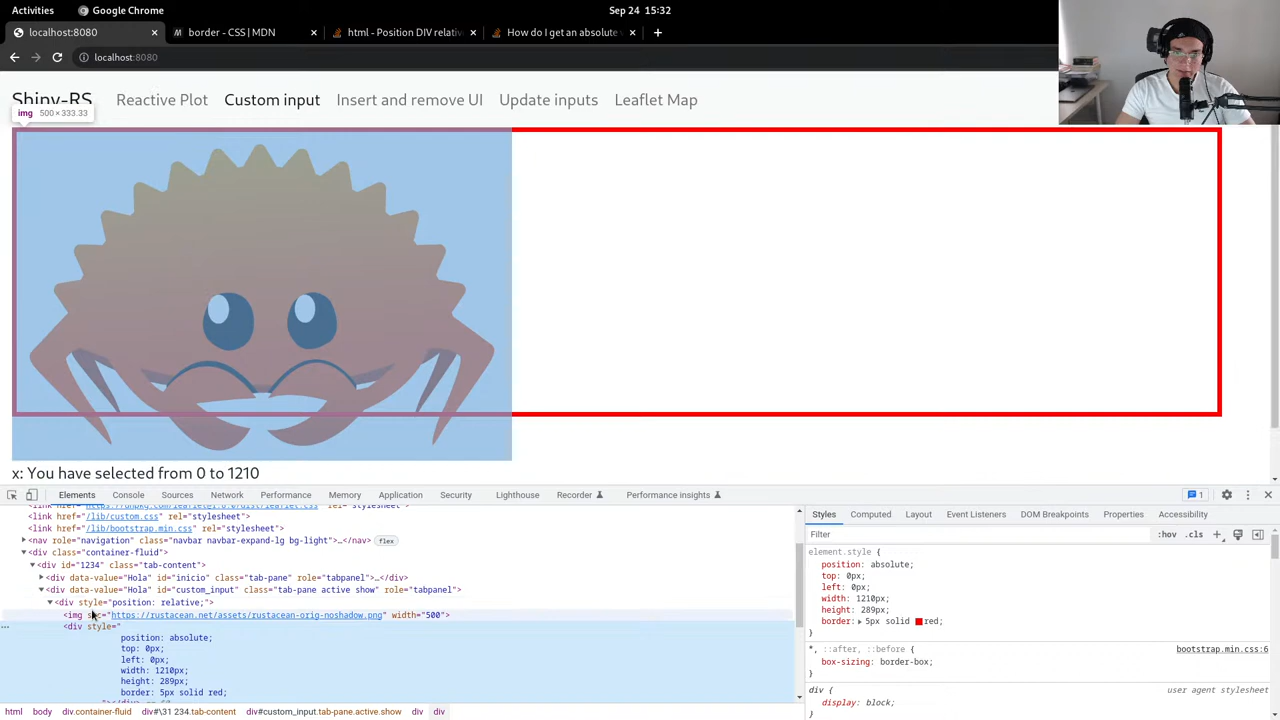 Activities
Google Chrome
Sep 24 15:32
localhost:8080
border - CSS | MDN
html - Position DIV relativ
How do I get an absolute
localhost:8080
Shiny-RS
Reactive Plot
Custom input
Insert and remove UI
Update inputs
Leaflet Map
img 500×333.33
x: You have selected from 0 to 1210
Elements
Console
Sources
Network
Performance
Memory
Application
Security
Lighthouse
Recorder
Performance insights
1
<link href="/lib/custom.css" rel="stylesheet">
<link href="/lib/bootstrap.min.css" rel="stylesheet">
<nav role="navigation" class="navbar navbar-expand-lg bg-light">…</nav> flex
<div class="container-fluid">
<div id="1234" class="tab-content">
<div data-value="Hola" id="inicio" class="tab-pane" role="tabpanel">…</div>
<div data-value="Hola" id="custom_input" class="tab-pane active show" role="tabpanel">
<div style="position: relative;">
<img src="https://rustacean.net/assets/rustacean-orig-noshadow.png" width="500">
<div style="
position: absolute;
top: 0px;
left: 0px;
width: 1210px;
height: 289px;
border: 5px solid red;
html
body
div.container-fluid
div#\31 234.tab-content
div#custom_input.tab-pane.active.show
div
div
Styles
Computed
Layout
Event Listeners
DOM Breakpoints
Properties
Accessibility
Filter
:hov .cls
element.style {
position: absolute;
top: 0px;
left: 0px;
width: 1210px;
height: 289px;
border: 5px solid red;
}
*, ::after, ::before {
bootstrap.min.css:6
box-sizing: border-box;
}
div {
user agent stylesheet
display: block;
}